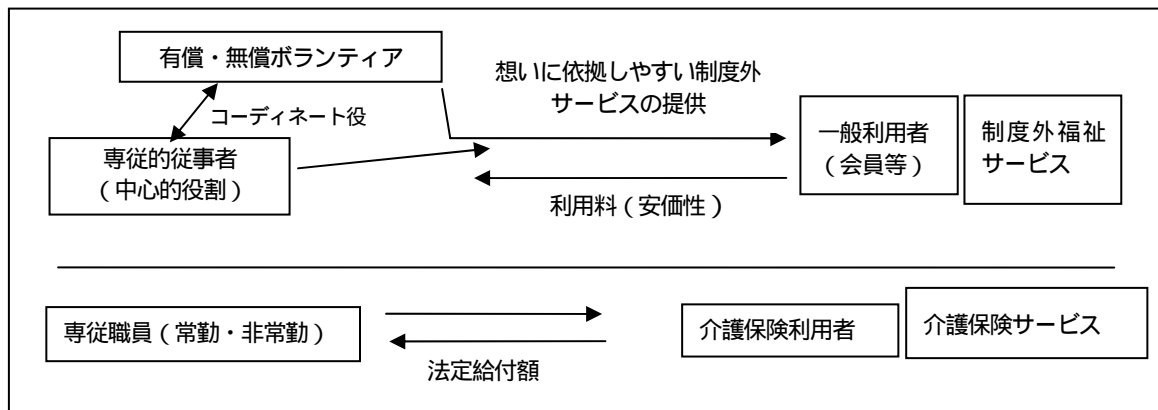 有償・無償ボランティア
想いに依拠しやすい制度外
サービスの提供
コーディネート役
専従的従事者
（中心的役割）
一般利用者
（会員等）
制度外福祉
サービス
利用料（安価性）
専従職員（常勤・非常勤）
介護保険利用者
介護保険サービス
法定給付額